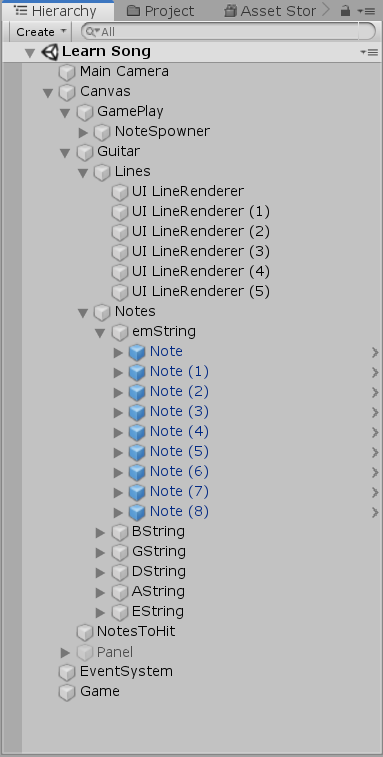 Hierarchy Project Asset Stor
Create All
Learn Song
Main Camera
Canvas
GamePlay
NoteSpowner
Guitar
Lines
UI LineRenderer
UI LineRenderer (1)
UI LineRenderer (2)
UI LineRenderer (3)
UI LineRenderer (4)
UI LineRenderer (5)
Notes
emString
Note
Note (1)
Note (2)
Note (3)
Note (4)
Note (5)
Note (6)
Note (7)
Note (8)
BString
GString
DString
AString
EString
NotesToHit
Panel
EventSystem
Game